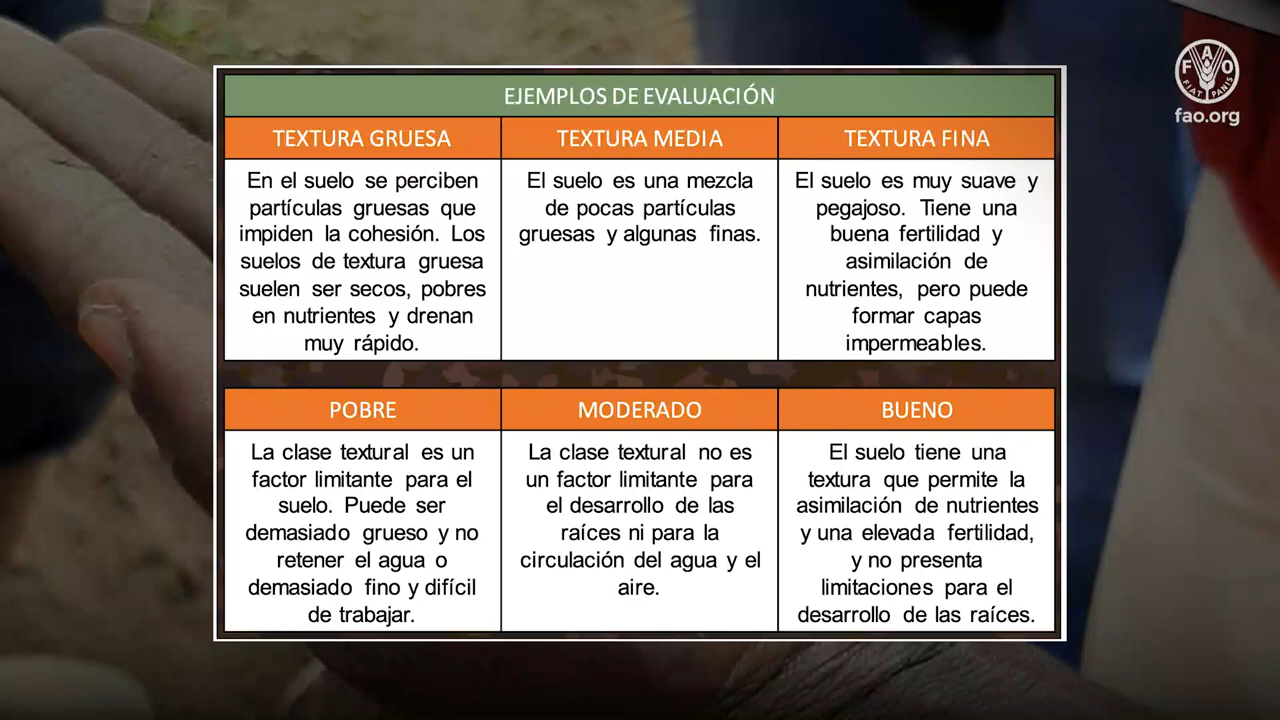 EJEMPLOS DE EVALUACIÓN
TEXTURA GRUESA
En el suelo se perciben
partículas gruesas que
impiden la cohesión. Los
suelos de textura gruesa
suelen ser secos, pobres
en nutrientes y drenan
muy rápido.
TEXTURA MEDIA
El suelo es una mezcla
de pocas partículas
gruesas y algunas finas.
TEXTURA FINA
El suelo es muy suave y
pegajoso. Tiene una
buena fertilidad y
asimilación de
nutrientes, pero puede
formar capas
impermeables.
POBRE
La clase textural es un
factor limitante para el
suelo. Puede ser
demasiado grueso y no
retener el agua o
demasiado fino y difícil
de trabajar.
MODERADO
La clase textural no es
un factor limitante para
el desarrollo de las
raíces ni para la
circulación del agua y el
aire.
BUENO
El suelo tiene una
textura que permite la
asimilación de nutrientes
y una elevada fertilidad,
y no presenta
limitaciones para el
desarrollo de las raíces.
FAO
FIAT PANIS
fao.org